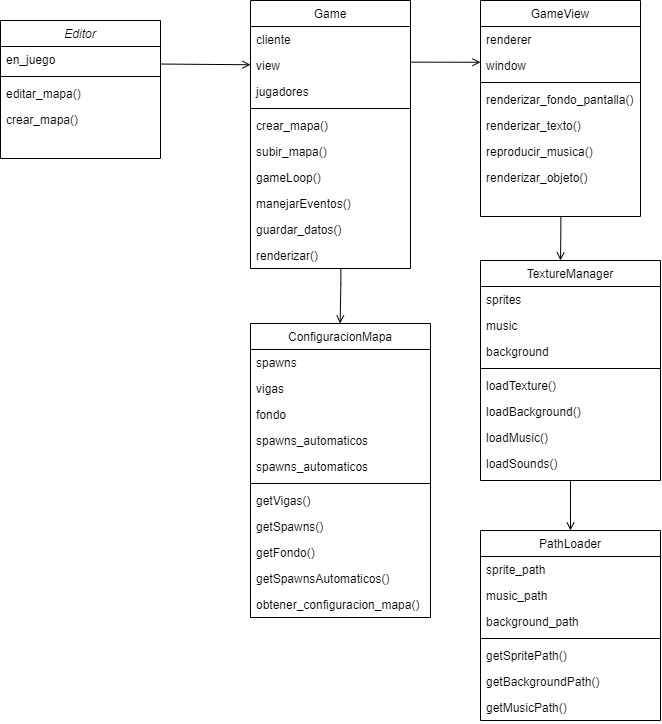 Editor
en_juego
editar_mapa()
crear_mapa()
Game
cliente
view
jugadores
crear_mapa()
subir_mapa()
gameLoop()
manejarEventos()
guardar_datos()
renderizar()
GameView
renderer
window
renderizar_fondo_pantalla()
renderizar_texto()
reproducir_musica()
renderizar_objeto()
ConfiguracionMapa
spawns
vigas
fondo
spawns_automaticos
spawns_automaticos
getVigas()
getSpawns()
getFondo()
getSpawnsAutomaticos()
obtener_configuracion_mapa()
TextureManager
sprites
music
background
loadTexture()
loadBackground()
loadMusic()
loadSounds()
PathLoader
sprite_path
music_path
background_path
getSpritePath()
getBackgroundPath()
getMusicPath()